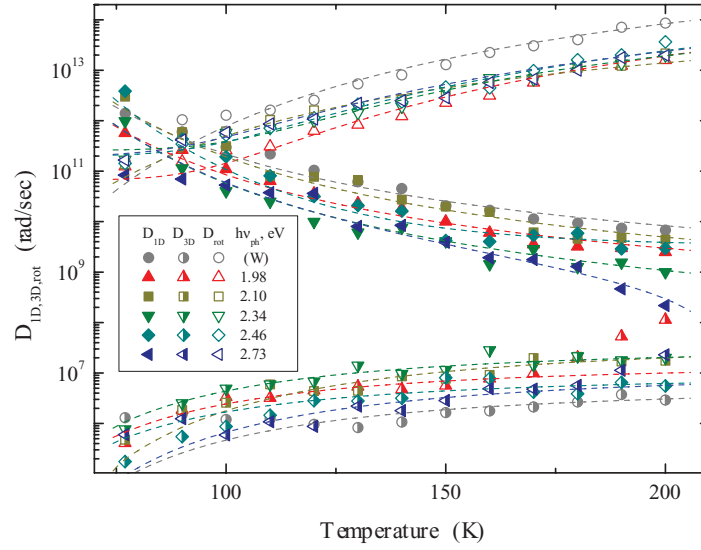 10^13
10^11
10^9
10^7
D_1D,3D,rot (rad/sec)
D_1D D_3D D_rot hν_ph, eV
(W)
1.98
2.10
2.34
2.46
2.73
100 150 200
Temperature (K)